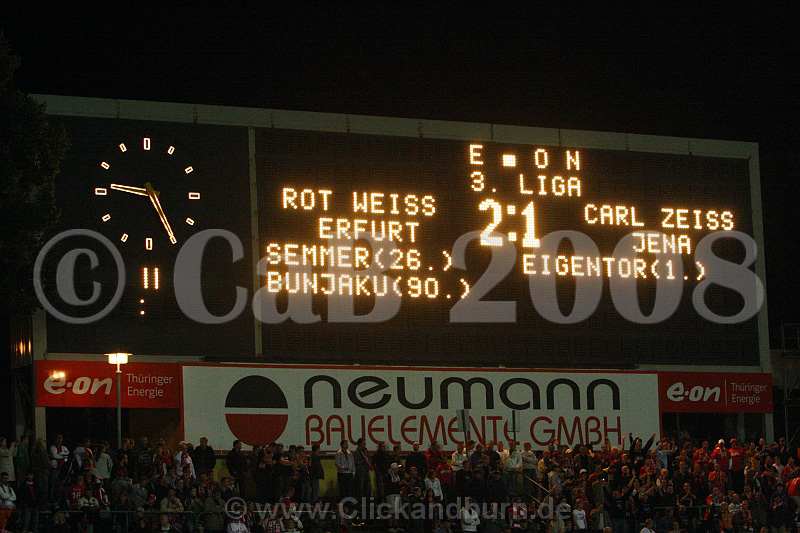 E ■ ON
3. LIGA
ROT WEISS
ERFURT
2:1
CARL ZEISS
JENA
SEMMER(26.)
EIGENTOR(1.)
BUNJAKU(90.)
© CaB 2008
e·on Thüringer
Energie
neumann
BAUELEMENTE GMBH
e·on Thüringer
Energie
© www.Clickandburn.de ©